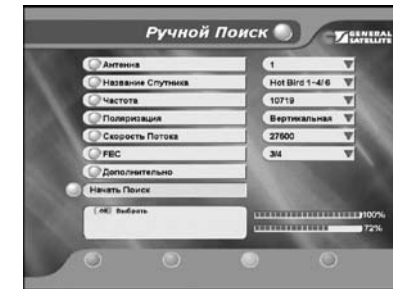 Ручной Поиск
GENERAL
SATELLITE
Антенна 1
Название Спутника Hot Bird 1~4/6
Частота 10719
Поляризация Вертикальная
Скорость Потока 27500
FEC 3/4
Дополнительно
Начать Поиск
(OK) Выбрать
100%
72%